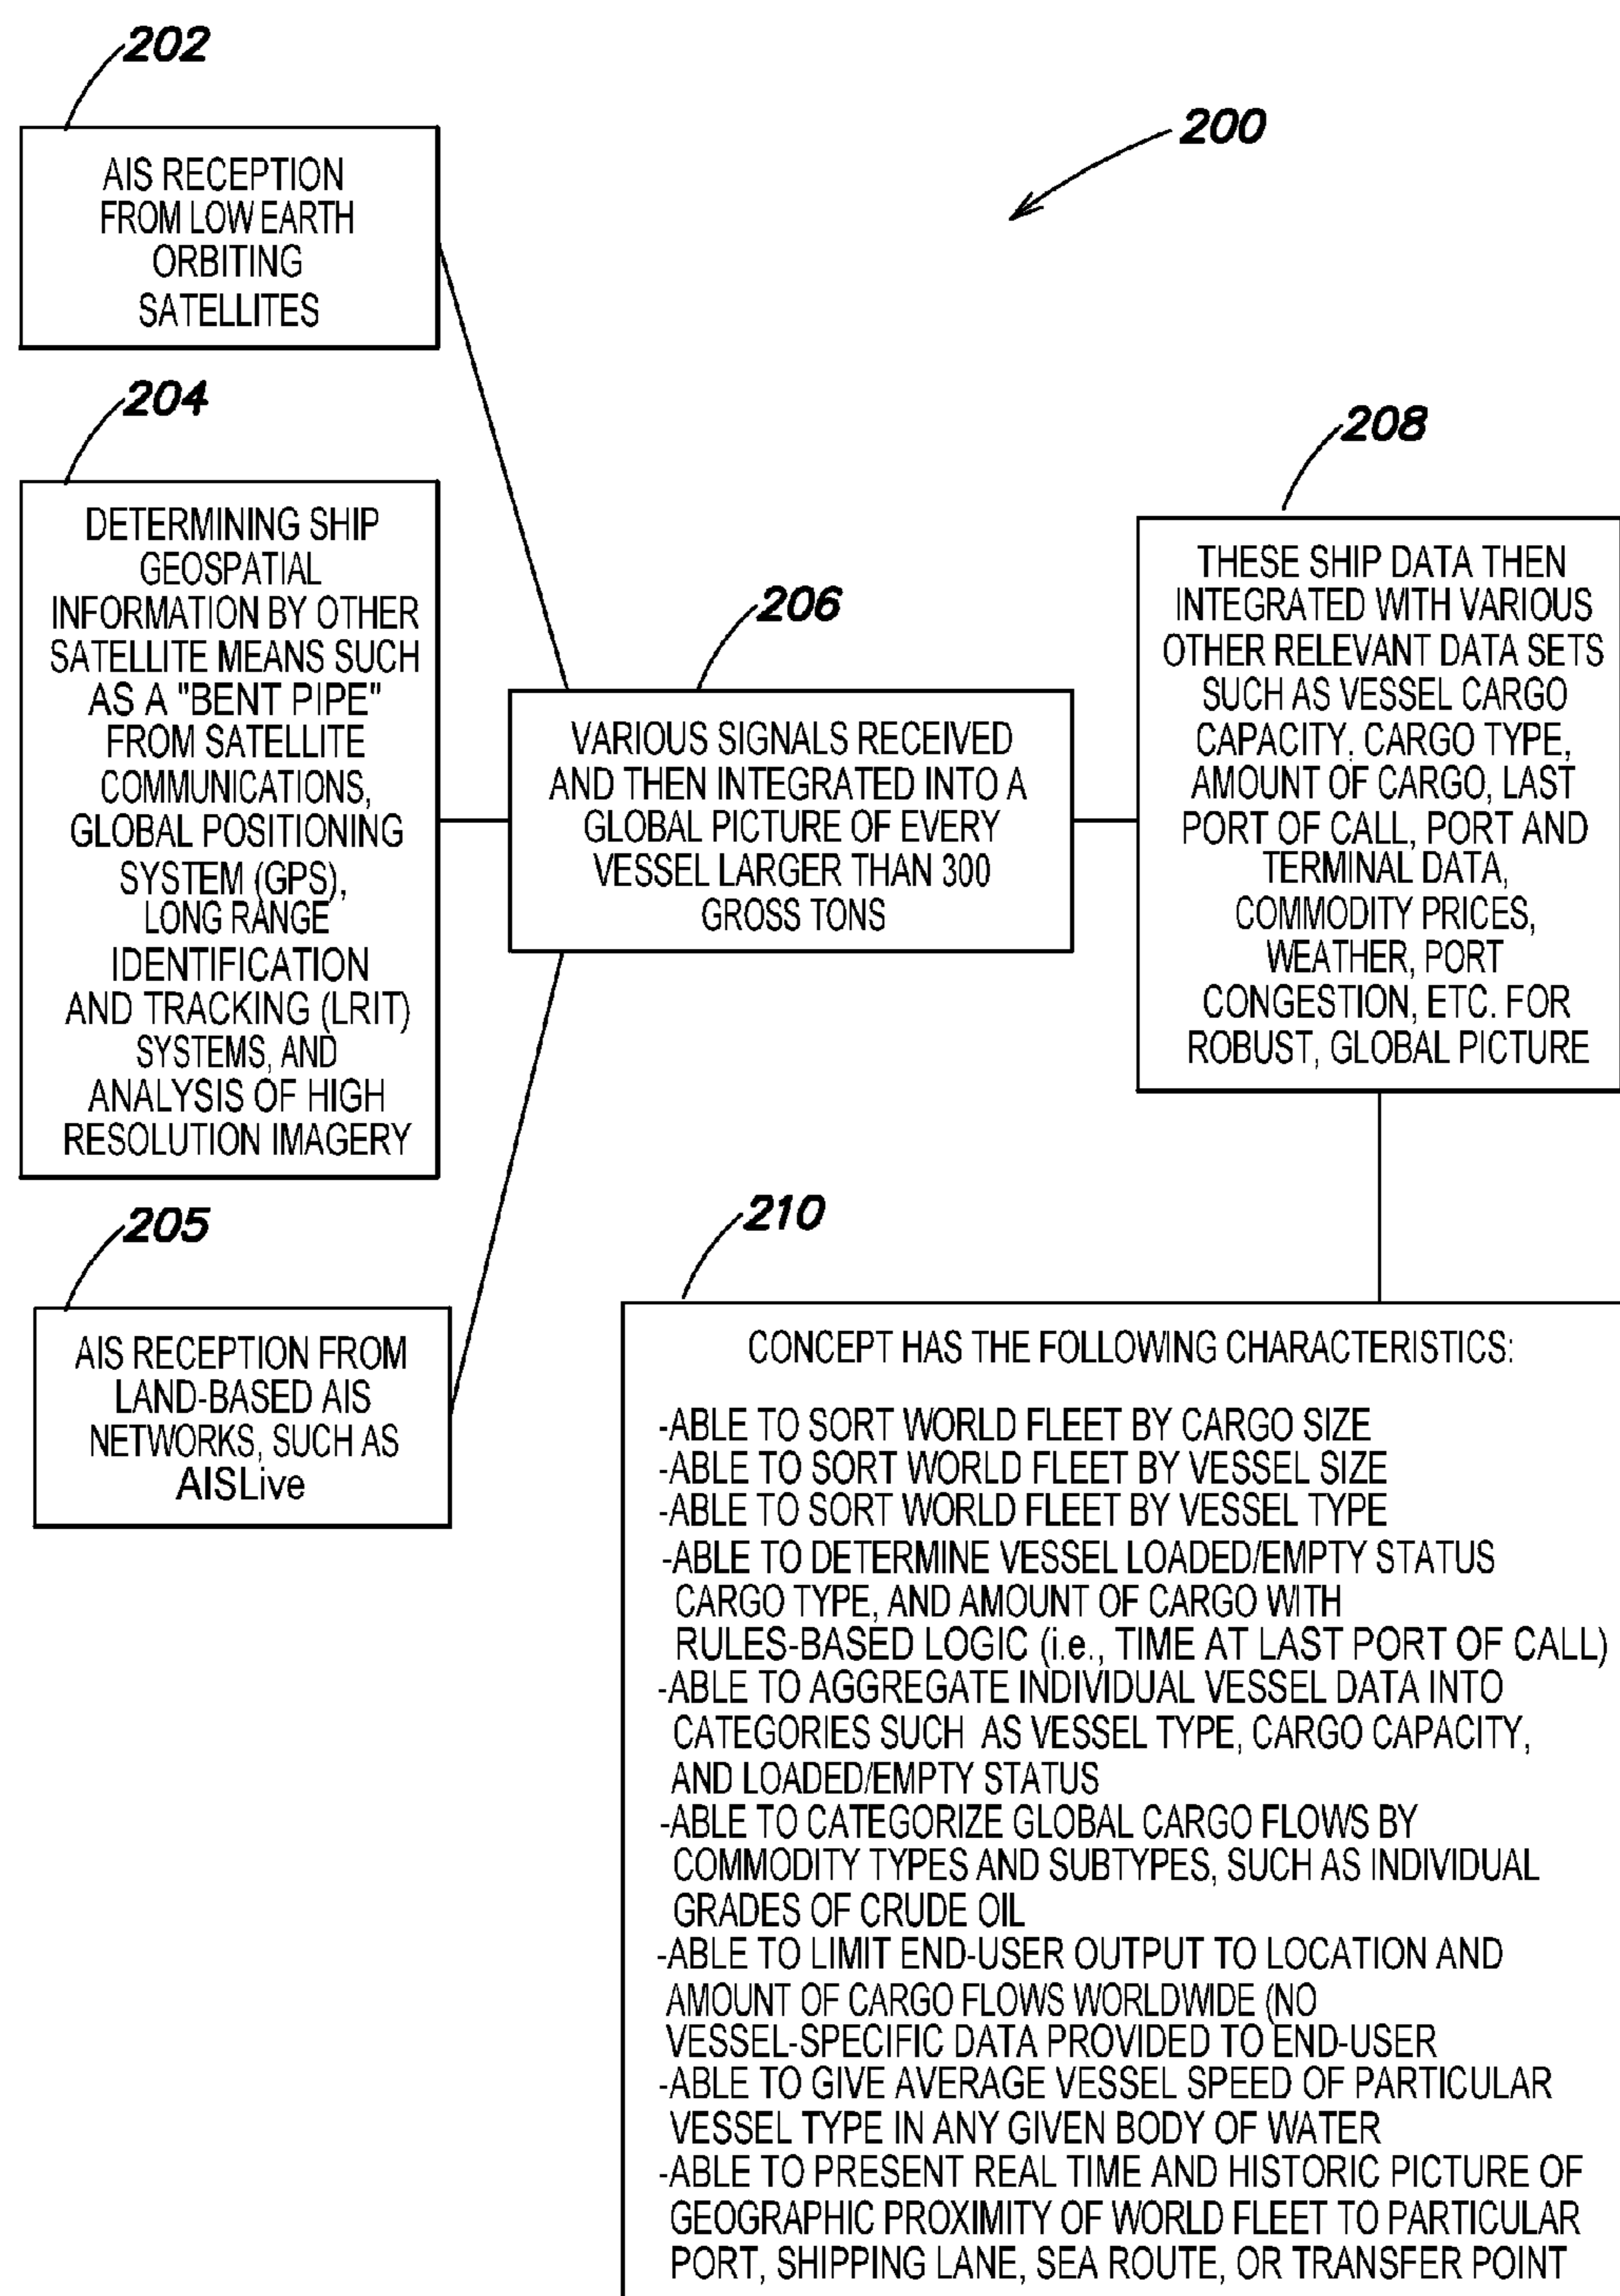 202
200
AIS RECEPTION
FROM LOW EARTH
ORBITING
SATELLITES
204
DETERMINING SHIP
GEOSPATIAL
INFORMATION BY OTHER
SATELLITE MEANS SUCH
AS A "BENT PIPE"
FROM SATELLITE
COMMUNICATIONS,
GLOBAL POSITIONING
SYSTEM (GPS),
LONG RANGE
IDENTIFICATION
AND TRACKING (LRIT)
SYSTEMS, AND
ANALYSIS OF HIGH
RESOLUTION IMAGERY
205
AIS RECEPTION FROM
LAND-BASED AIS
NETWORKS, SUCH AS
AISLive
206
VARIOUS SIGNALS RECEIVED
AND THEN INTEGRATED INTO A
GLOBAL PICTURE OF EVERY
VESSEL LARGER THAN 300
GROSS TONS
208
THESE SHIP DATA THEN
INTEGRATED WITH VARIOUS
OTHER RELEVANT DATA SETS
SUCH AS VESSEL CARGO
CAPACITY, CARGO TYPE,
AMOUNT OF CARGO, LAST
PORT OF CALL, PORT AND
TERMINAL DATA,
COMMODITY PRICES,
WEATHER, PORT
CONGESTION, ETC. FOR
ROBUST, GLOBAL PICTURE
210
CONCEPT HAS THE FOLLOWING CHARACTERISTICS:
-ABLE TO SORT WORLD FLEET BY CARGO SIZE
-ABLE TO SORT WORLD FLEET BY VESSEL SIZE
-ABLE TO SORT WORLD FLEET BY VESSEL TYPE
-ABLE TO DETERMINE VESSEL LOADED/EMPTY STATUS
CARGO TYPE, AND AMOUNT OF CARGO WITH
RULES-BASED LOGIC (i.e., TIME AT LAST PORT OF CALL)
-ABLE TO AGGREGATE INDIVIDUAL VESSEL DATA INTO
CATEGORIES SUCH AS VESSEL TYPE, CARGO CAPACITY,
AND LOADED/EMPTY STATUS
-ABLE TO CATEGORIZE GLOBAL CARGO FLOWS BY
COMMODITY TYPES AND SUBTYPES, SUCH AS INDIVIDUAL
GRADES OF CRUDE OIL
-ABLE TO LIMIT END-USER OUTPUT TO LOCATION AND
AMOUNT OF CARGO FLOWS WORLDWIDE (NO
VESSEL-SPECIFIC DATA PROVIDED TO END-USER
-ABLE TO GIVE AVERAGE VESSEL SPEED OF PARTICULAR
VESSEL TYPE IN ANY GIVEN BODY OF WATER
-ABLE TO PRESENT REAL TIME AND HISTORIC PICTURE OF
GEOGRAPHIC PROXIMITY OF WORLD FLEET TO PARTICULAR
PORT, SHIPPING LANE, SEA ROUTE, OR TRANSFER POINT